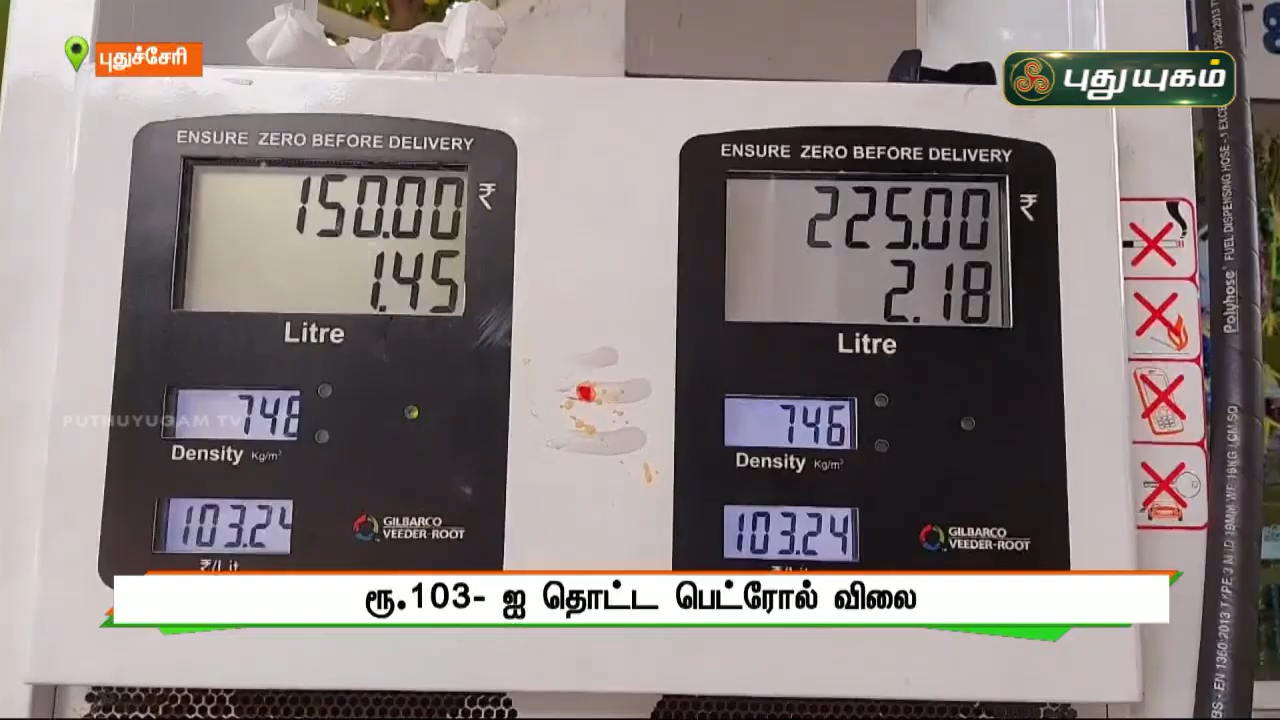 புதுச்சேரி
புதுயுகம்
ENSURE ZERO BEFORE DELIVERY
150.00 ₹
1.45
Litre
748
Density Kg/m³
103.24
GILBARCO
VEEDER-ROOT
₹/Lit
ENSURE ZERO BEFORE DELIVERY
225.00 ₹
2.18
Litre
746
Density Kg/m³
103.24
GILBARCO
VEEDER-ROOT
PUTHUYUGAM TV
Polyhose FUEL DISPENSING HOSE
ரூ.103- ஐ தொட்ட பெட்ரோல் விலை